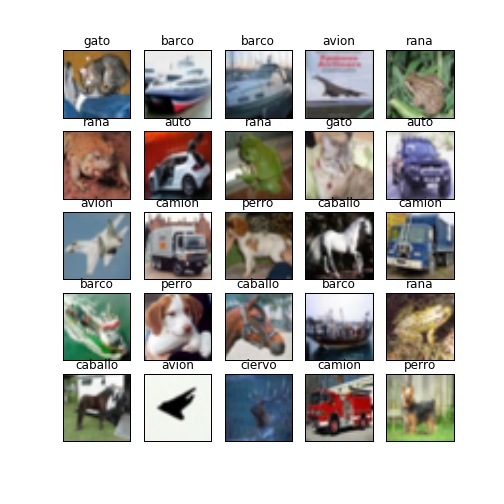 gato barco barco avion rana
rana auto rana gato auto
avion camion perro caballo camion
barco perro caballo barco rana
caballo avion ciervo camion perro